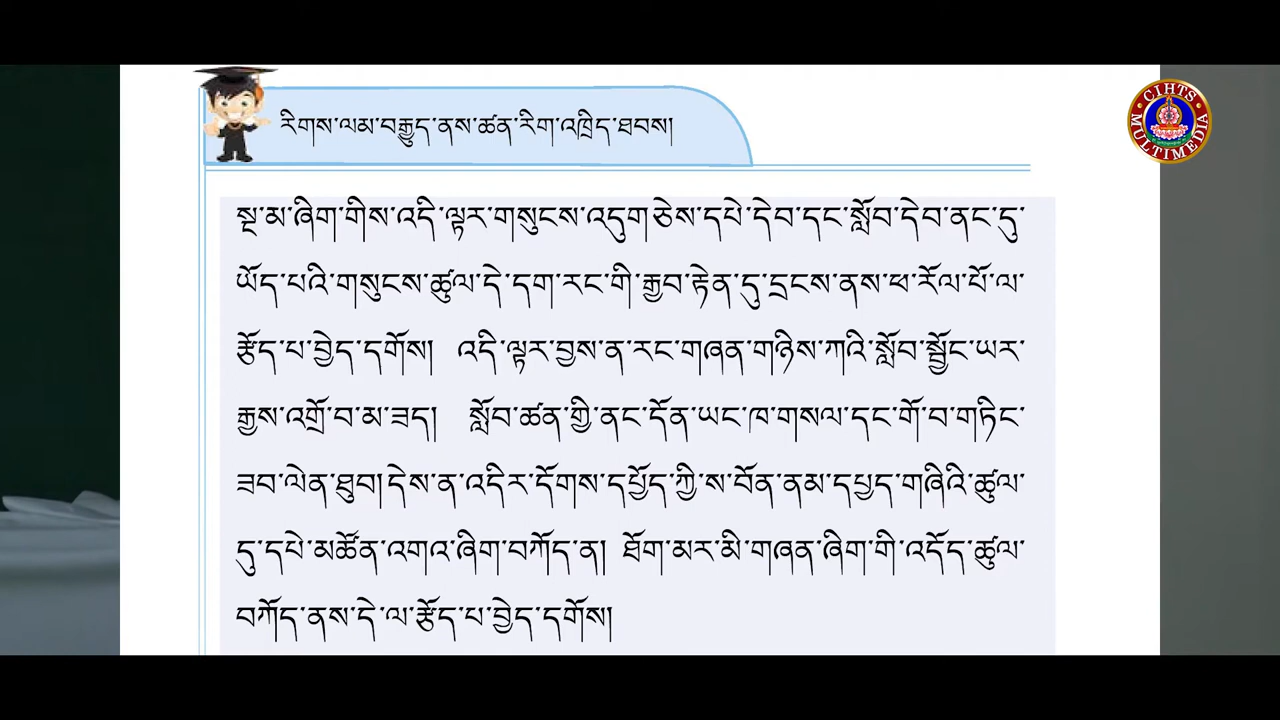 རིགས་ལམ་བརྒྱུད་ནས་ཚན་རིག་འཁྲིད་ཐབས།
CIHTS
MULTIMEDIA
སྔ་མ་ཞིག་གིས་འདི་ལྟར་གསུངས་འདུག་ཅེས་དཔེ་དེབ་དང་སློབ་དེབ་ནང་དུ་
ཡོད་པའི་གསུངས་ཚུལ་དེ་དག་རང་གི་རྒྱབ་རྟེན་དུ་དྲངས་ནས་ཕ་རོལ་པོ་ལ་
རྩོད་པ་བྱེད་དགོས། འདི་ལྟར་བྱས་ན་རང་གཞན་གཉིས་ཀའི་སློབ་སྦྱོང་ཡར་
རྒྱས་འགྲོ་བ་མ་ཟད། སློབ་ཚན་གྱི་ནང་དོན་ཡང་ཁ་གསལ་དང་གོ་བ་གཏིང་
ཟབ་ལེན་ཐུབ། དེས་ན་འདིར་དོགས་དཔྱོད་ཀྱི་ས་བོན་ནམ་དཔྱད་གཞིའི་ཚུལ་
དུ་དཔེ་མཚོན་འགའ་ཞིག་བཀོད་ན། ཐོག་མར་མི་གཞན་ཞིག་གི་འདོད་ཚུལ་
བཀོད་ནས་དེ་ལ་རྩོད་པ་བྱེད་དགོས།